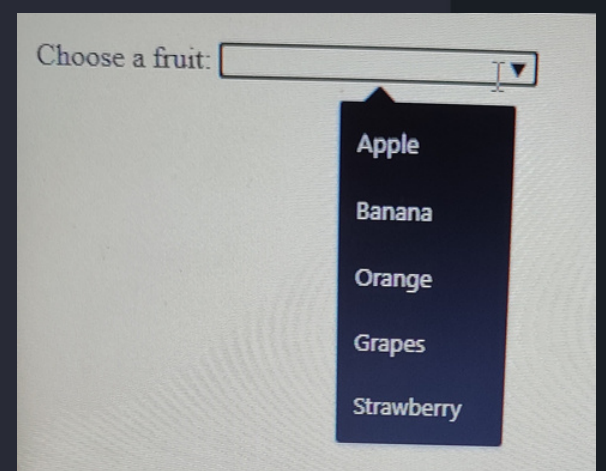 Choose a fruit:
Apple
Banana
Orange
Grapes
Strawberry